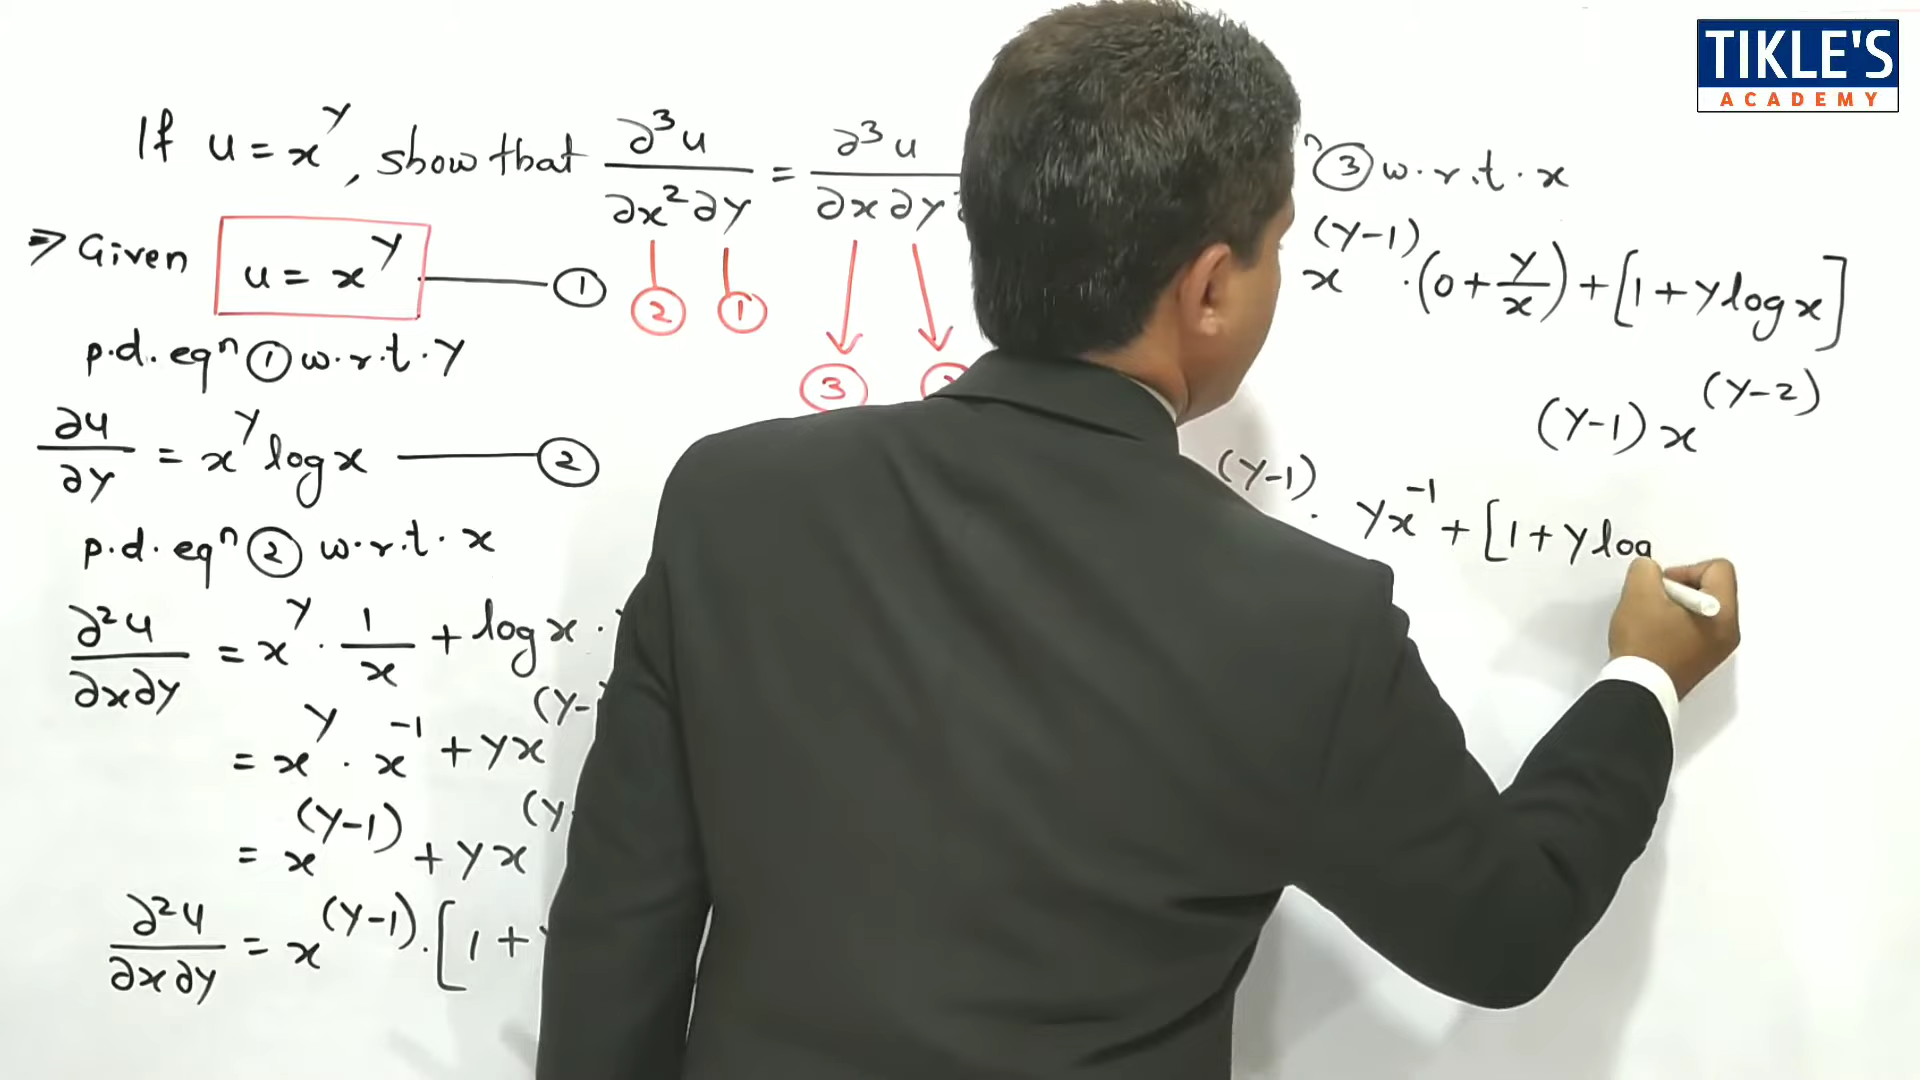 If u = x^y, show that ∂³u/∂x²∂y = ∂³u/∂x∂y
⇒ Given u = x^y —— ①
② ① ③
p.d. eqⁿ ① w.r.t. y
∂u/∂y = x^y log x —— ②
p.d. eqⁿ ② w.r.t. x
∂²u/∂x∂y = x^y · 1/x + log x ·
= x^y · x^-1 + yx^(y-
= x^(y-1) + yx^(y-
∂²u/∂x∂y = x^(y-1) · [1 +
ⁿ ③ w.r.t. x
x^(y-1) · (0 + y/x) + [1 + y log x]
(y-1) x^(y-2)
(y-1) · yx^-1 + [1 + y log
TIKLE'S
ACADEMY